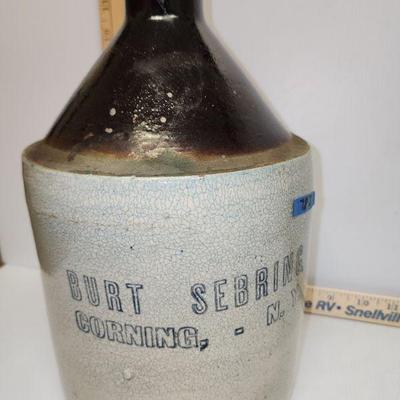 BURT SEBRING
CORNING, - N.Y.
RV • Snellville